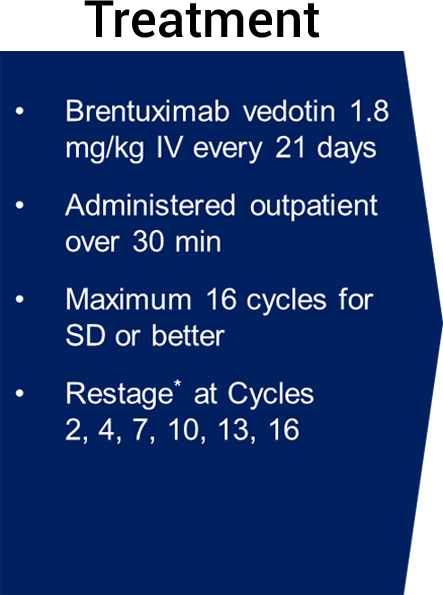 Treatment
• Brentuximab vedotin 1.8
mg/kg IV every 21 days
• Administered outpatient
over 30 min
• Maximum 16 cycles for
SD or better
• Restage* at Cycles
2, 4, 7, 10, 13, 16